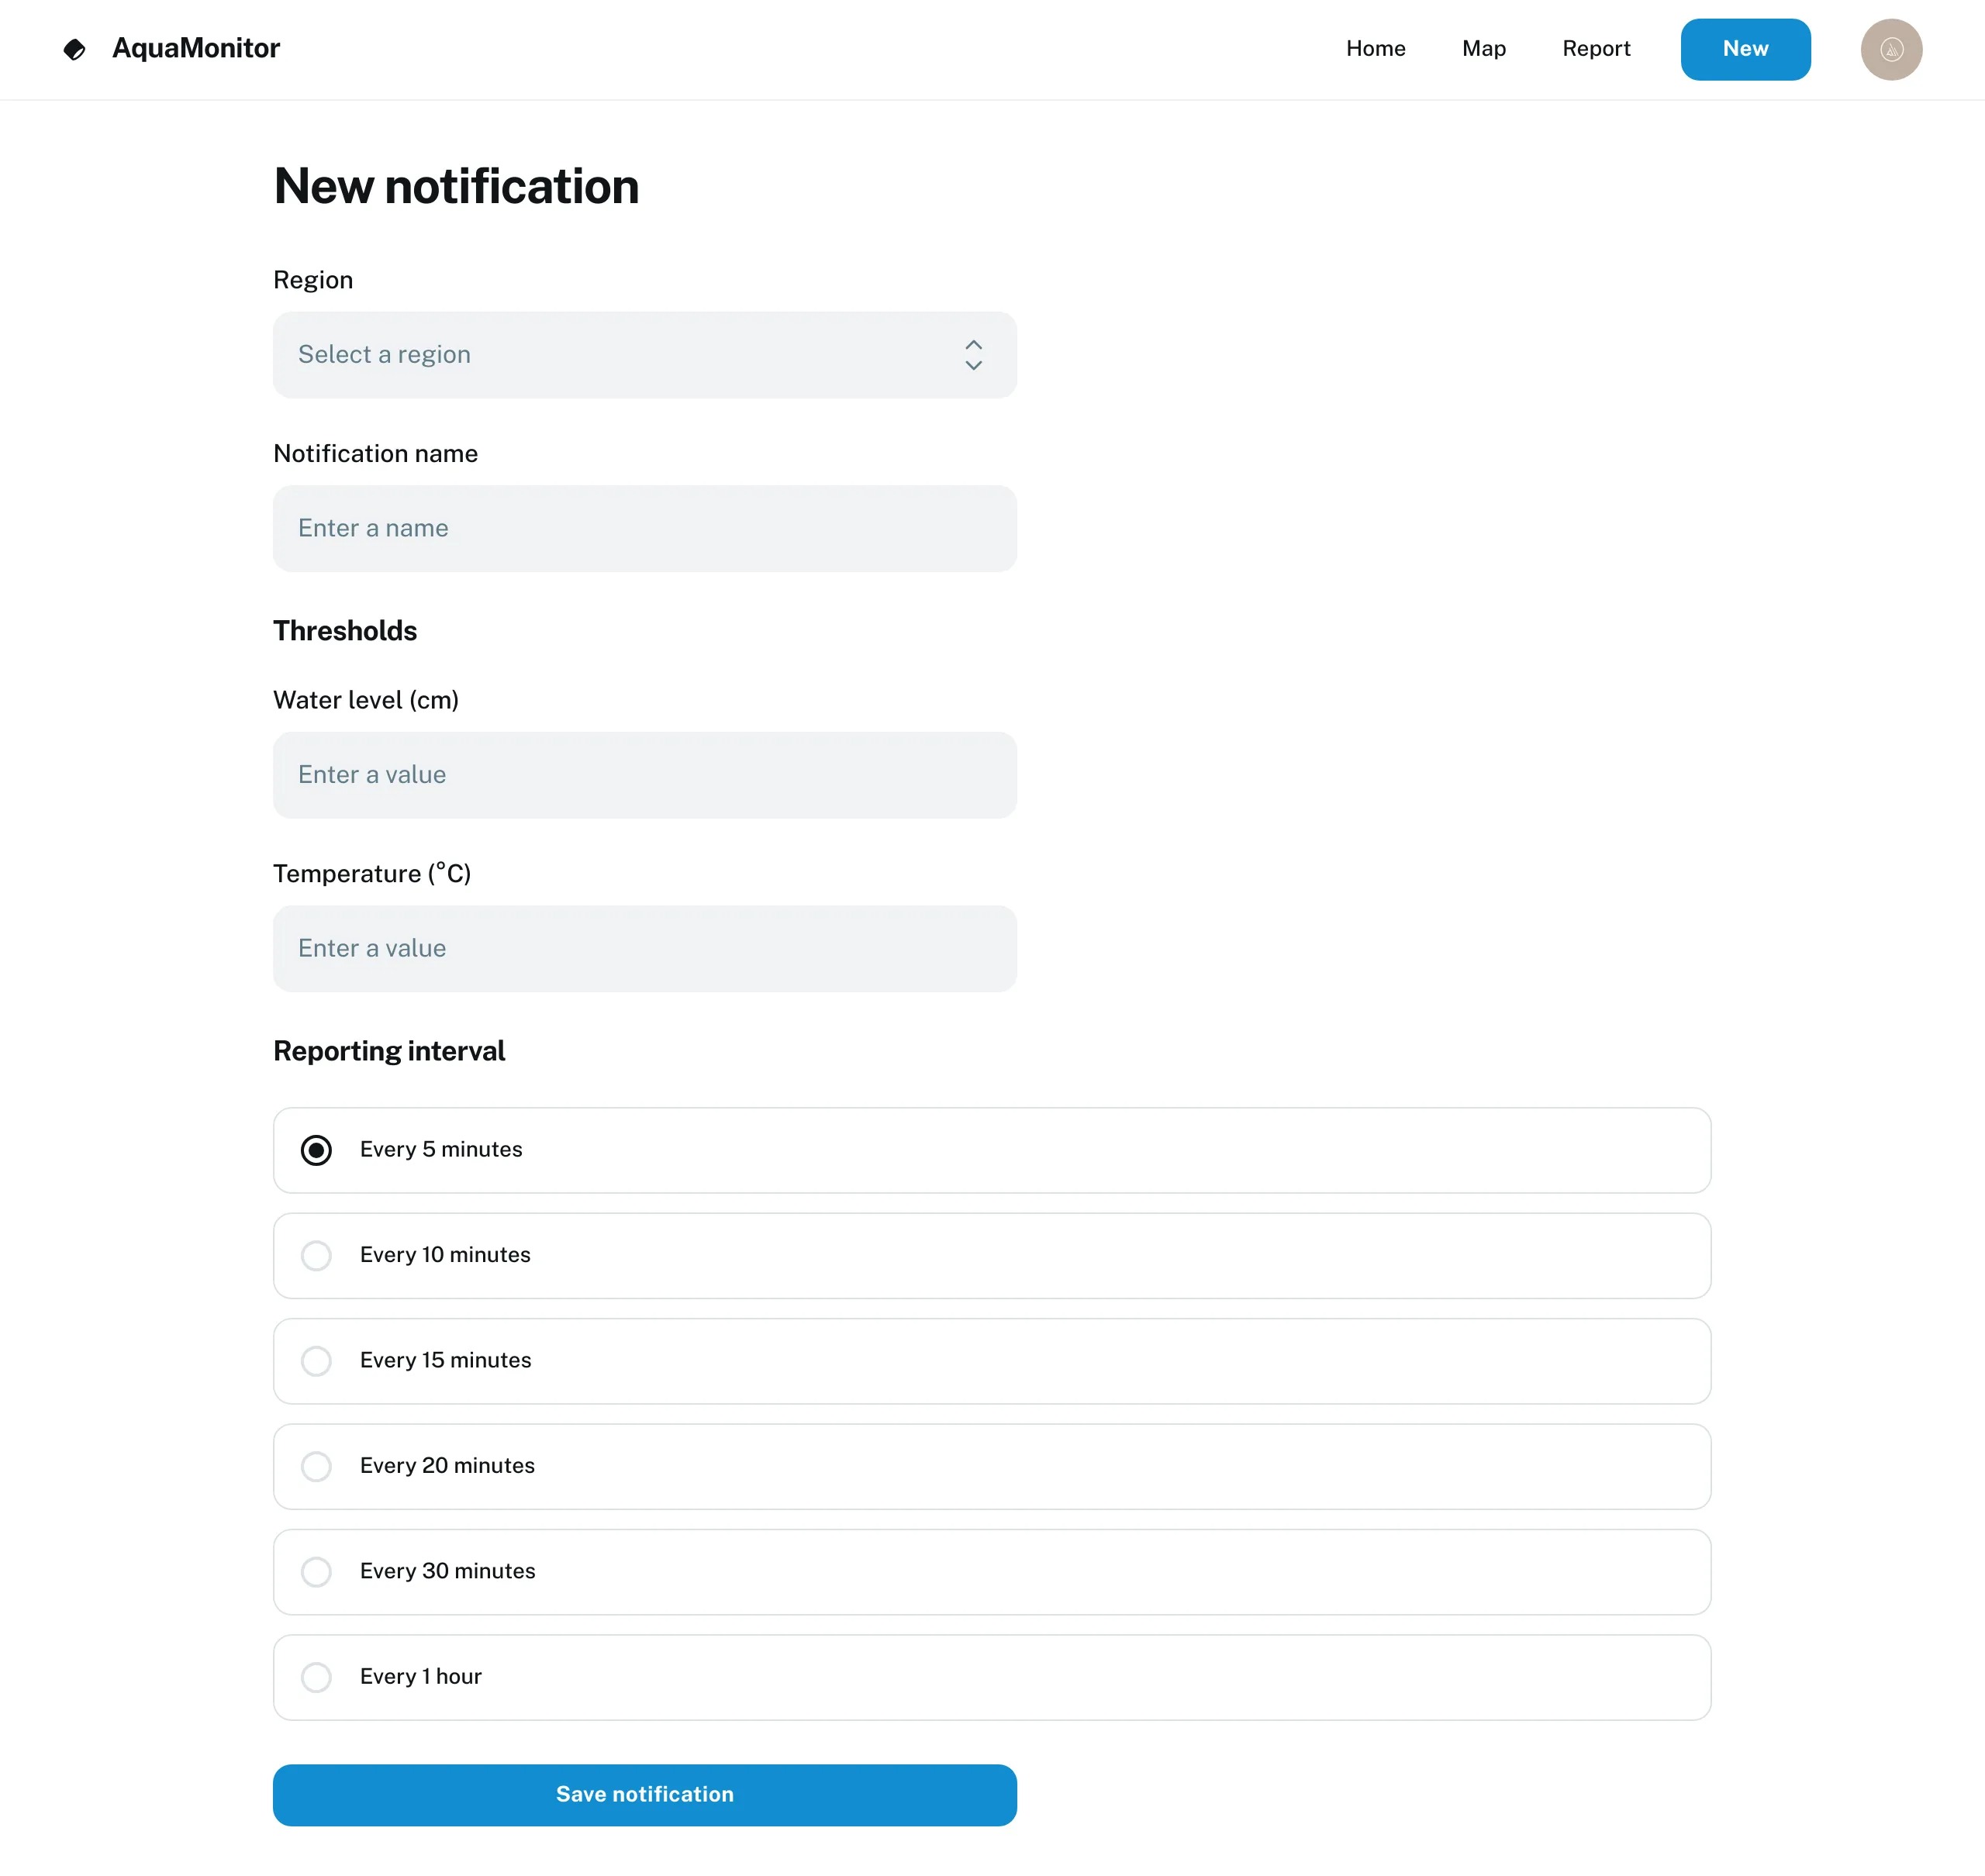 AquaMonitor
Home
Map
Report
New
New notification
Region
Select a region
Notification name
Enter a name
Thresholds
Water level (cm)
Enter a value
Temperature (°C)
Enter a value
Reporting interval
Every 5 minutes
Every 10 minutes
Every 15 minutes
Every 20 minutes
Every 30 minutes
Every 1 hour
Save notification